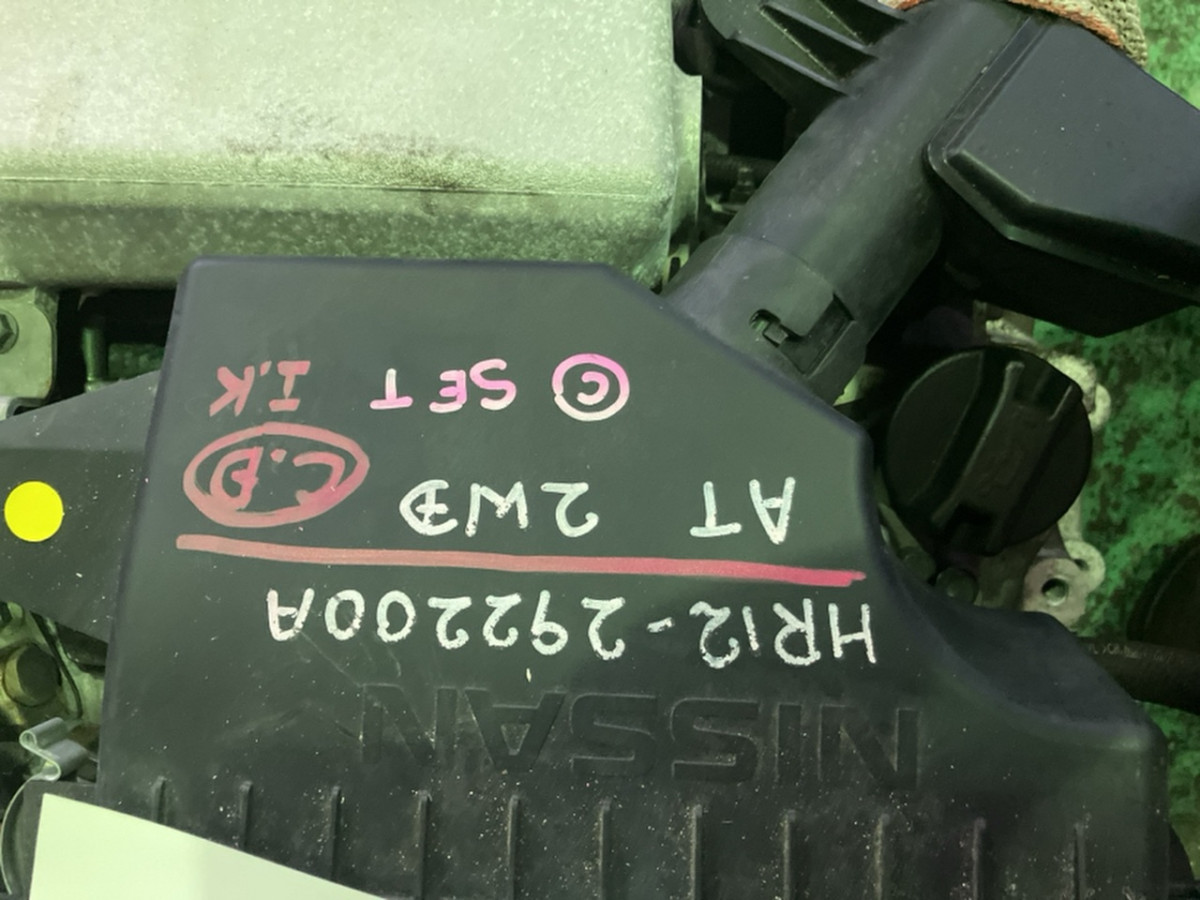 NISSAN
HR12-292200A
AT 2WD C.D
© SET I.K